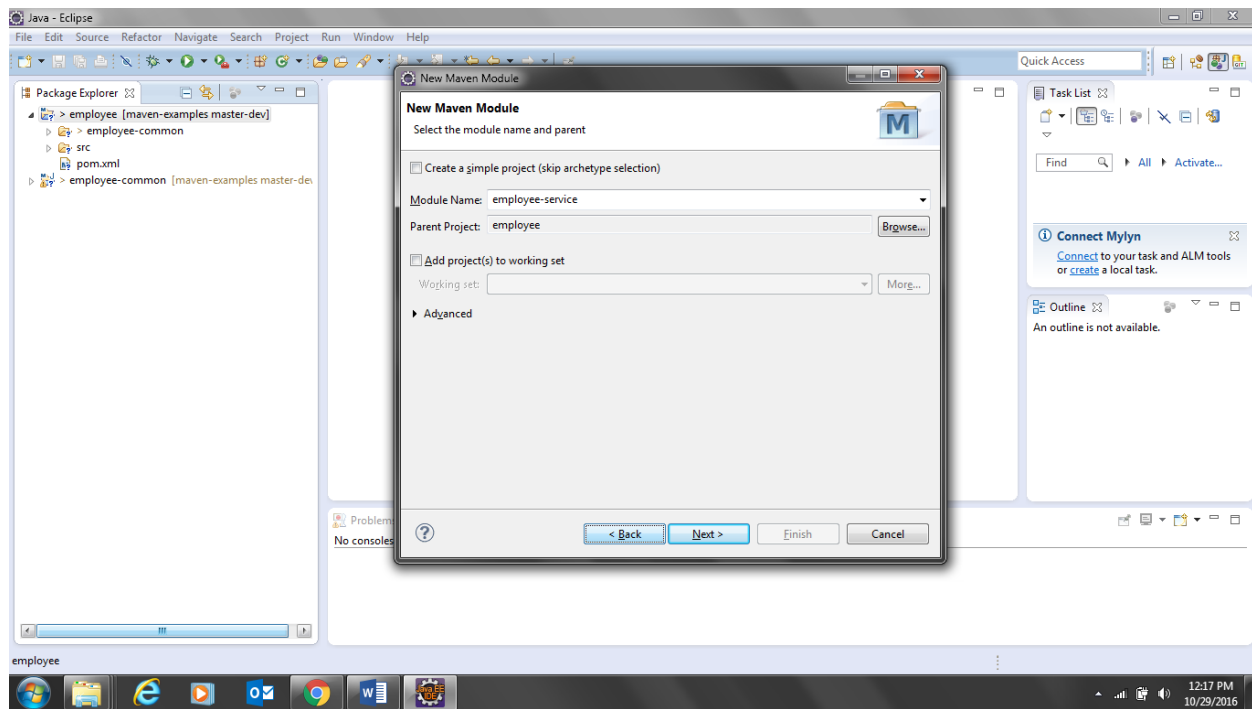 Java - Eclipse
File Edit Source Refactor Navigate Search Project Run Window Help
Quick Access
Package Explorer
> employee [maven-examples master-dev]
> employee-common
src
pom.xml
> employee-common [maven-examples master-dev
New Maven Module
New Maven Module
Select the module name and parent
Create a simple project (skip archetype selection)
Module Name: employee-service
Parent Project: employee Browse...
Add project(s) to working set
Working set: More...
Advanced
< Back Next > Finish Cancel
Task List
Find All Activate...
Connect Mylyn
Connect to your task and ALM tools
or create a local task.
Outline
An outline is not available.
Problem
No consoles
employee
12:17 PM
10/29/2016